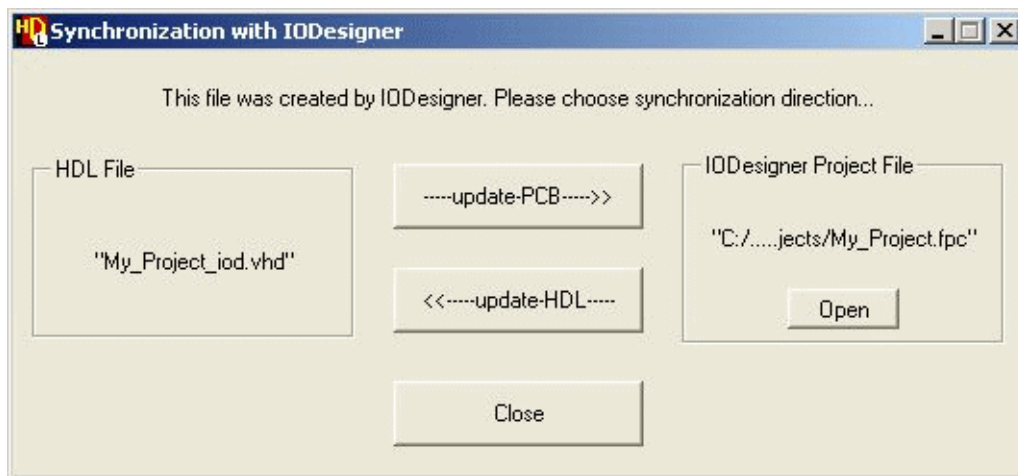 HDL Synchronization with IODesigner
This file was created by IODesigner. Please choose synchronization direction...
HDL File
"My_Project_iod.vhd"
-----update-PCB----->>
<<-----update-HDL-----
Close
IODesigner Project File
"C:/.....jects/My_Project.fpc"
Open